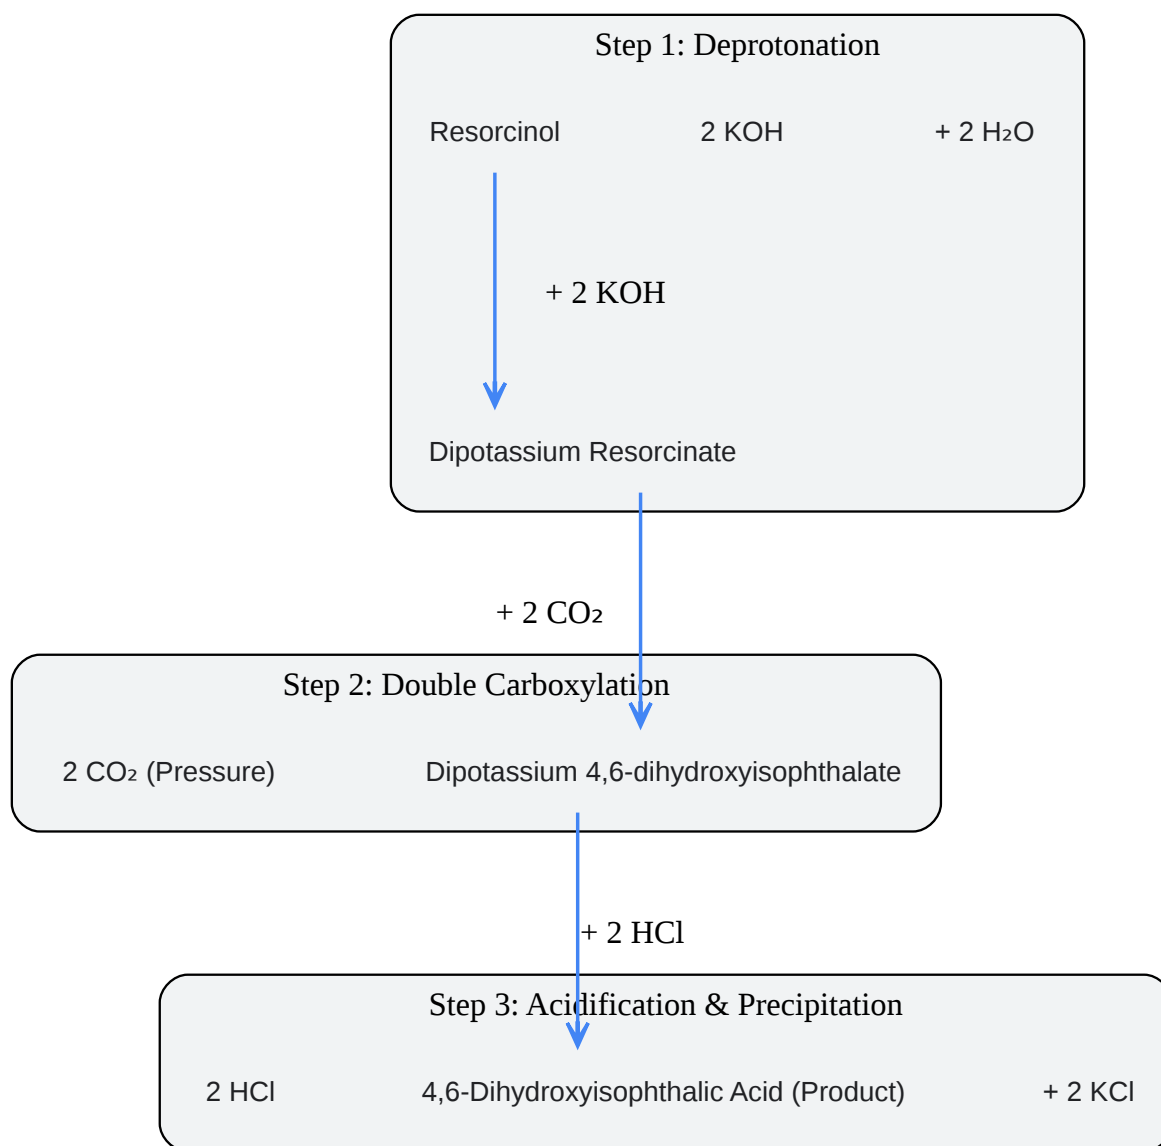 Step 1: Deprotonation
Resorcinol 2 KOH + 2 H₂O
+ 2 KOH
Dipotassium Resorcinate
+ 2 CO₂
Step 2: Double Carboxylation
2 CO₂ (Pressure) Dipotassium 4,6-dihydroxyisophthalate
+ 2 HCl
Step 3: Acidification & Precipitation
2 HCl 4,6-Dihydroxyisophthalic Acid (Product) + 2 KCl